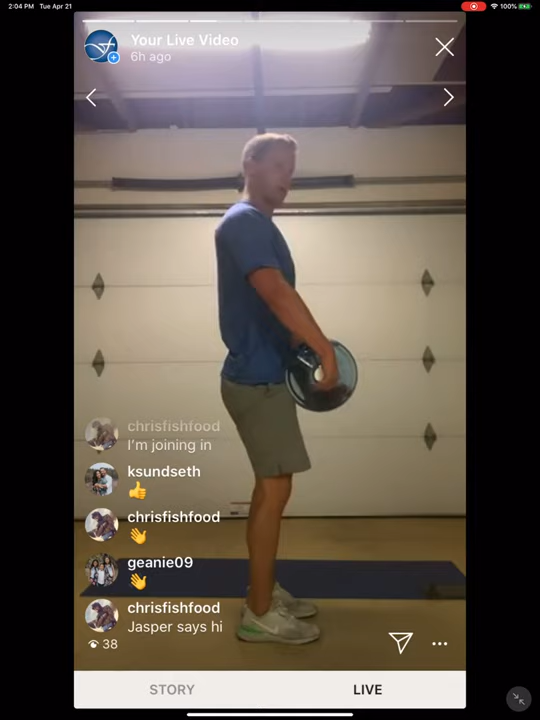 2:04 PM Tue Apr 21
100%
Your Live Video
6h ago
chrisfishfood
I'm joining in
ksundseth
👍
chrisfishfood
👋
geanie09
👋
chrisfishfood
Jasper says hi
38
STORY
LIVE